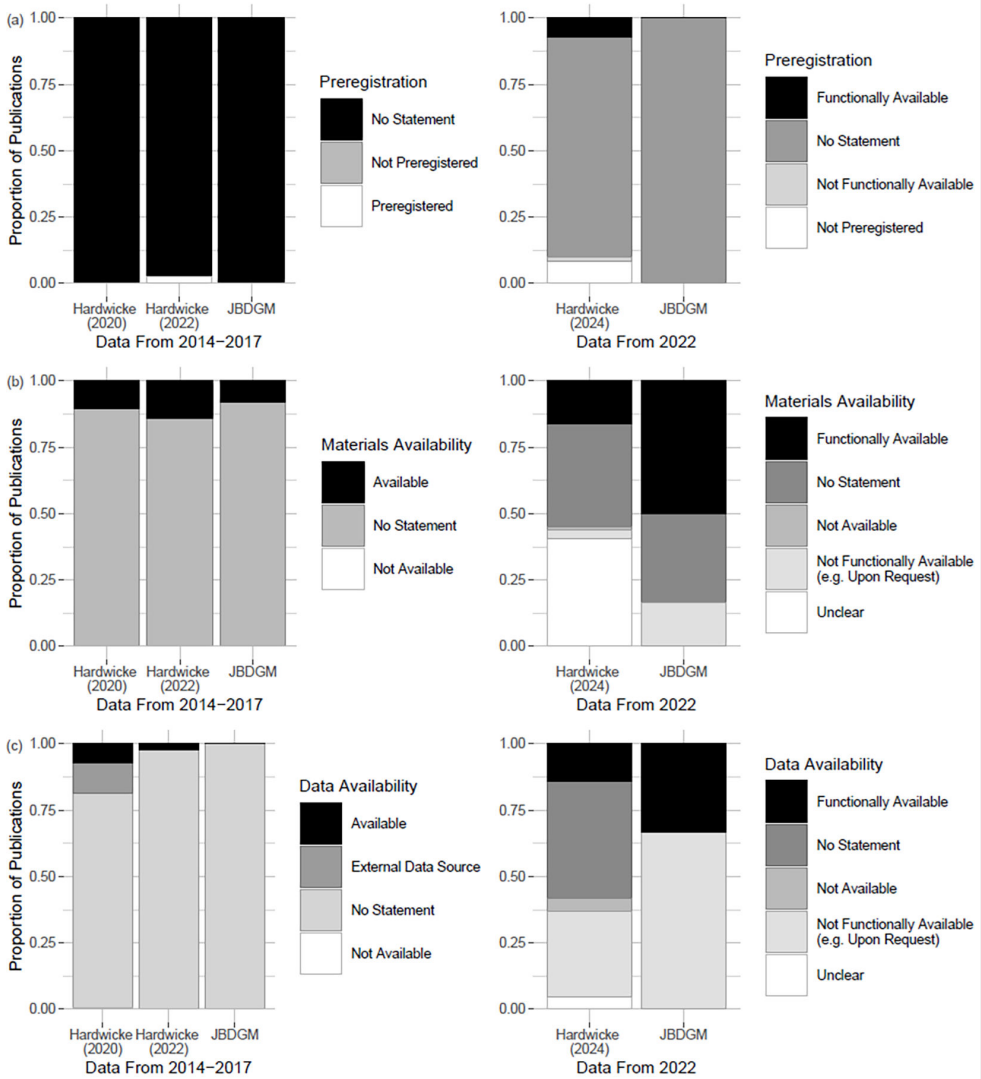 (a)
Proportion of Publications
1.00
0.75
0.50
0.25
0.00
Hardwicke
(2020)
Hardwicke
(2022)
JBDGM
Data From 2014−2017
Preregistration
No Statement
Not Preregistered
Preregistered
1.00
0.75
0.50
0.25
0.00
Hardwicke
(2024)
JBDGM
Data From 2022
Preregistration
Functionally Available
No Statement
Not Functionally Available
Not Preregistered
(b)
Proportion of Publications
1.00
0.75
0.50
0.25
0.00
Hardwicke
(2020)
Hardwicke
(2022)
JBDGM
Data From 2014−2017
Materials Availability
Available
No Statement
Not Available
1.00
0.75
0.50
0.25
0.00
Hardwicke
(2024)
JBDGM
Data From 2022
Materials Availability
Functionally Available
No Statement
Not Available
Not Functionally Available
(e.g. Upon Request)
Unclear
(c)
Proportion of Publications
1.00
0.75
0.50
0.25
0.00
Hardwicke
(2020)
Hardwicke
(2022)
JBDGM
Data From 2014−2017
Data Availability
Available
External Data Source
No Statement
Not Available
1.00
0.75
0.50
0.25
0.00
Hardwicke
(2024)
JBDGM
Data From 2022
Data Availability
Functionally Available
No Statement
Not Available
Not Functionally Available
(e.g. Upon Request)
Unclear